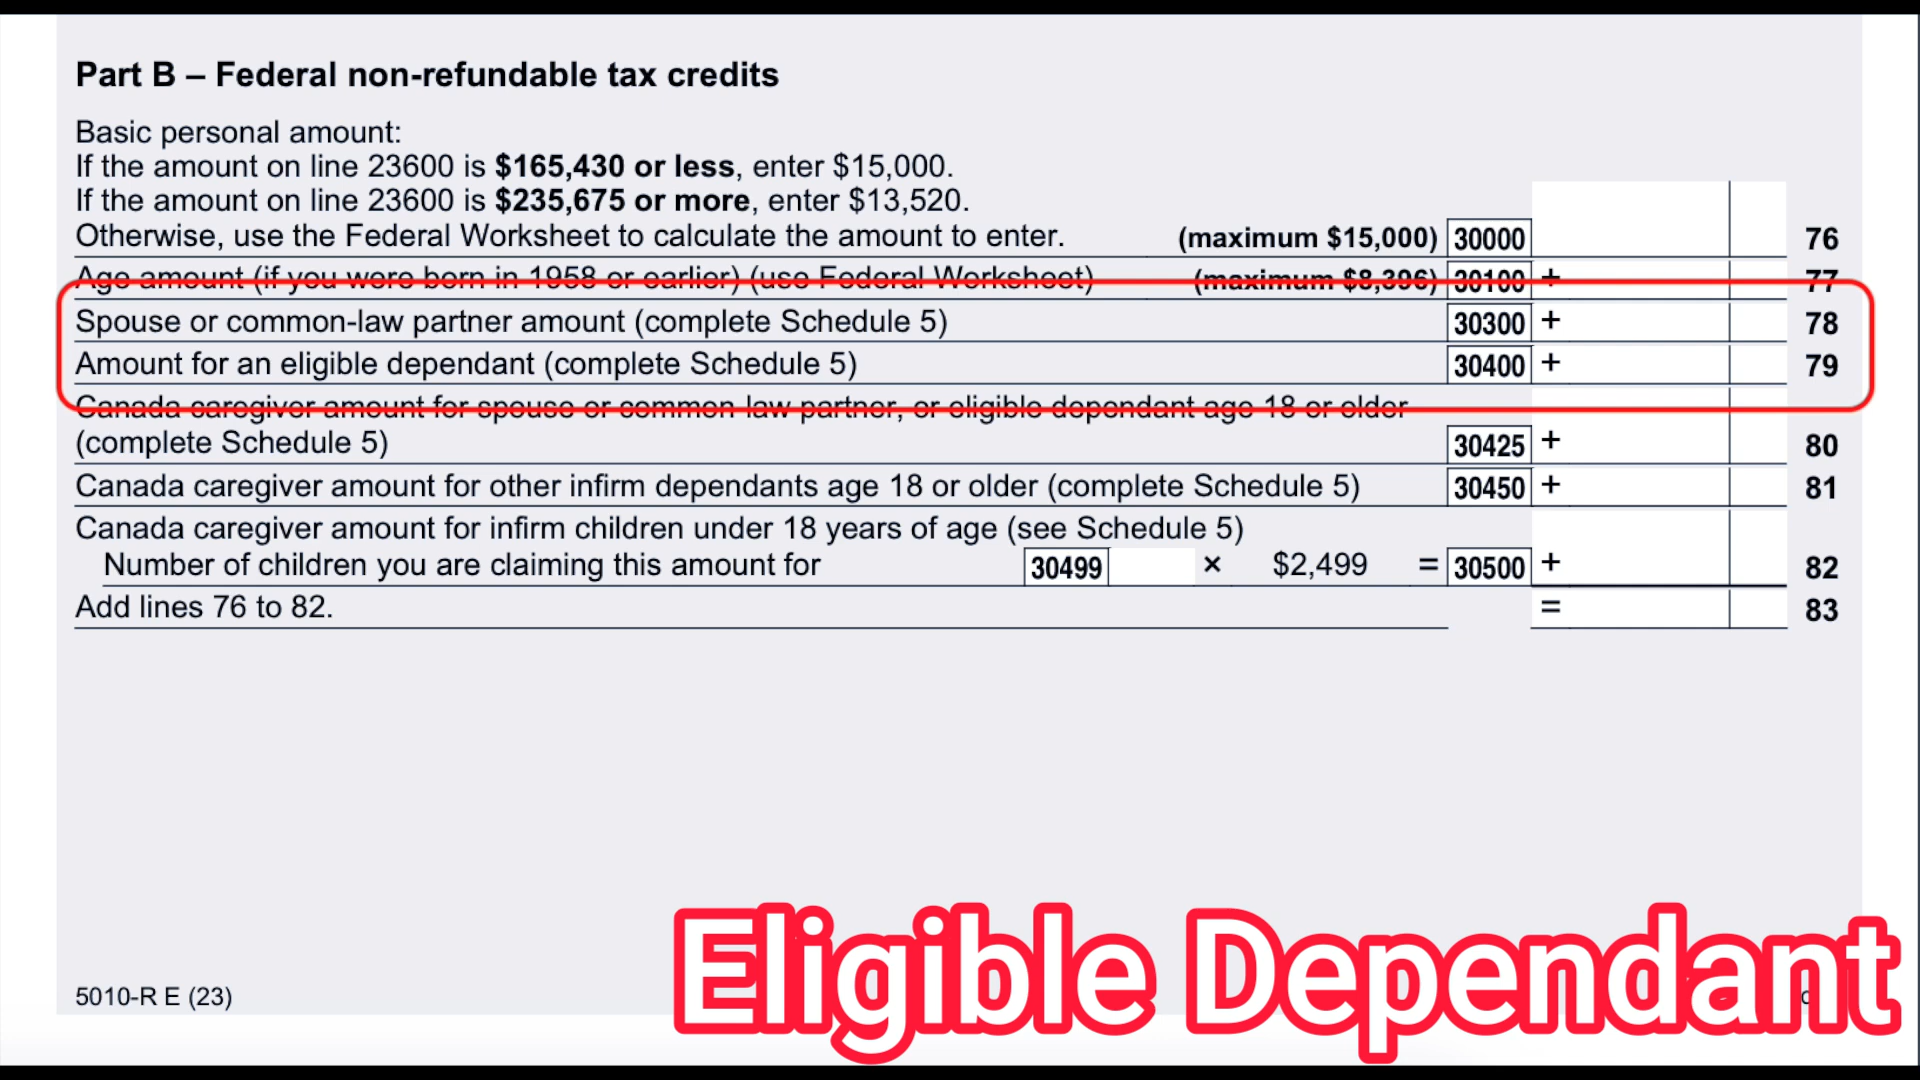 Part B – Federal non-refundable tax credits
Basic personal amount:
If the amount on line 23600 is $165,430 or less, enter $15,000.
If the amount on line 23600 is $235,675 or more, enter $13,520.
Otherwise, use the Federal Worksheet to calculate the amount to enter. (maximum $15,000) 30000 76
Age amount (if you were born in 1958 or earlier) (use Federal Worksheet) (maximum $8,396) 30100 + 77
Spouse or common-law partner amount (complete Schedule 5) 30300 + 78
Amount for an eligible dependant (complete Schedule 5) 30400 + 79
Canada caregiver amount for spouse or common-law partner, or eligible dependant age 18 or older
(complete Schedule 5) 30425 + 80
Canada caregiver amount for other infirm dependants age 18 or older (complete Schedule 5) 30450 + 81
Canada caregiver amount for infirm children under 18 years of age (see Schedule 5)
Number of children you are claiming this amount for 30499 × $2,499 = 30500 + 82
Add lines 76 to 82. = 83
Eligible Dependant
5010-R E (23)